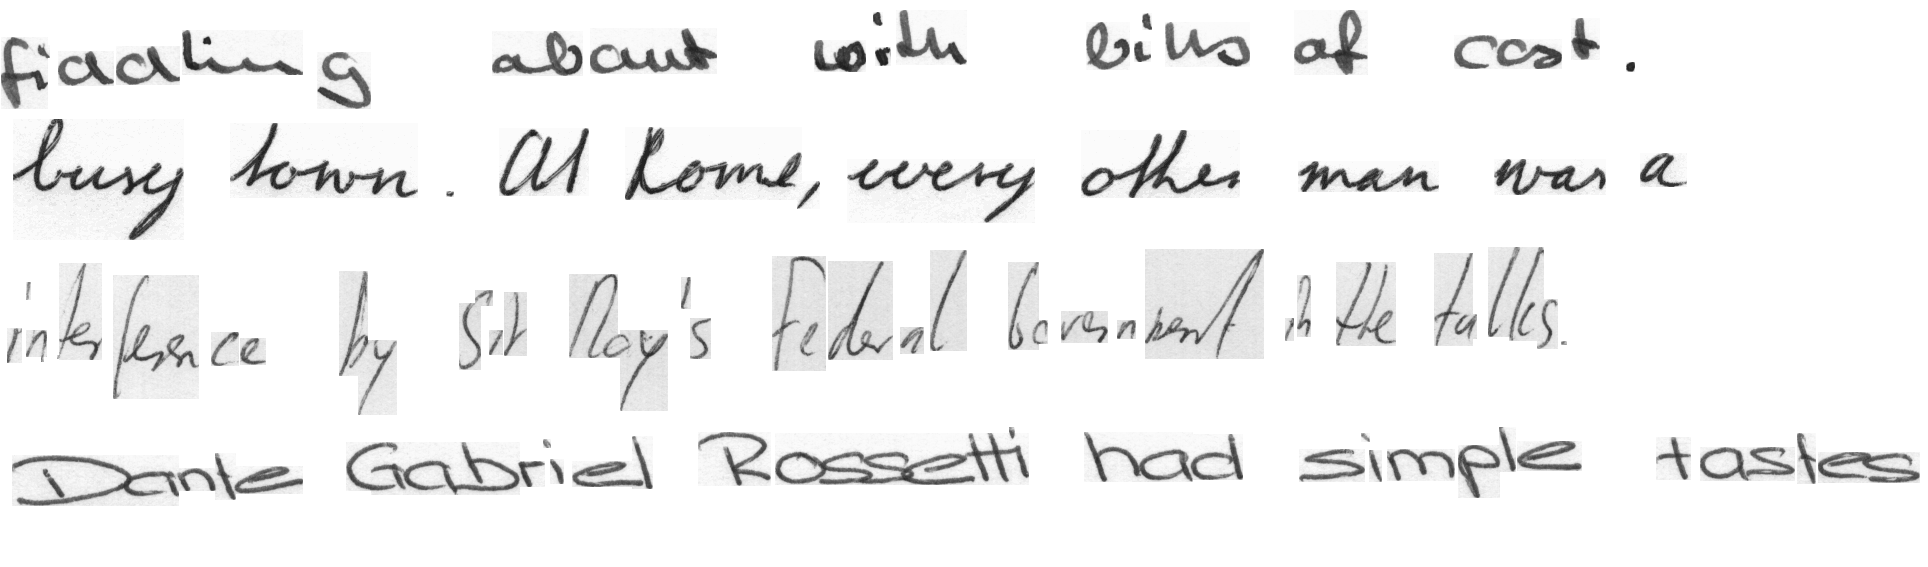 fiddling about with bills of cost.
busy town. At Rome, every other man was a
interference by Sir Roy's Federal Government in the talks.
Dante Gabriel Rossetti had simple tastes